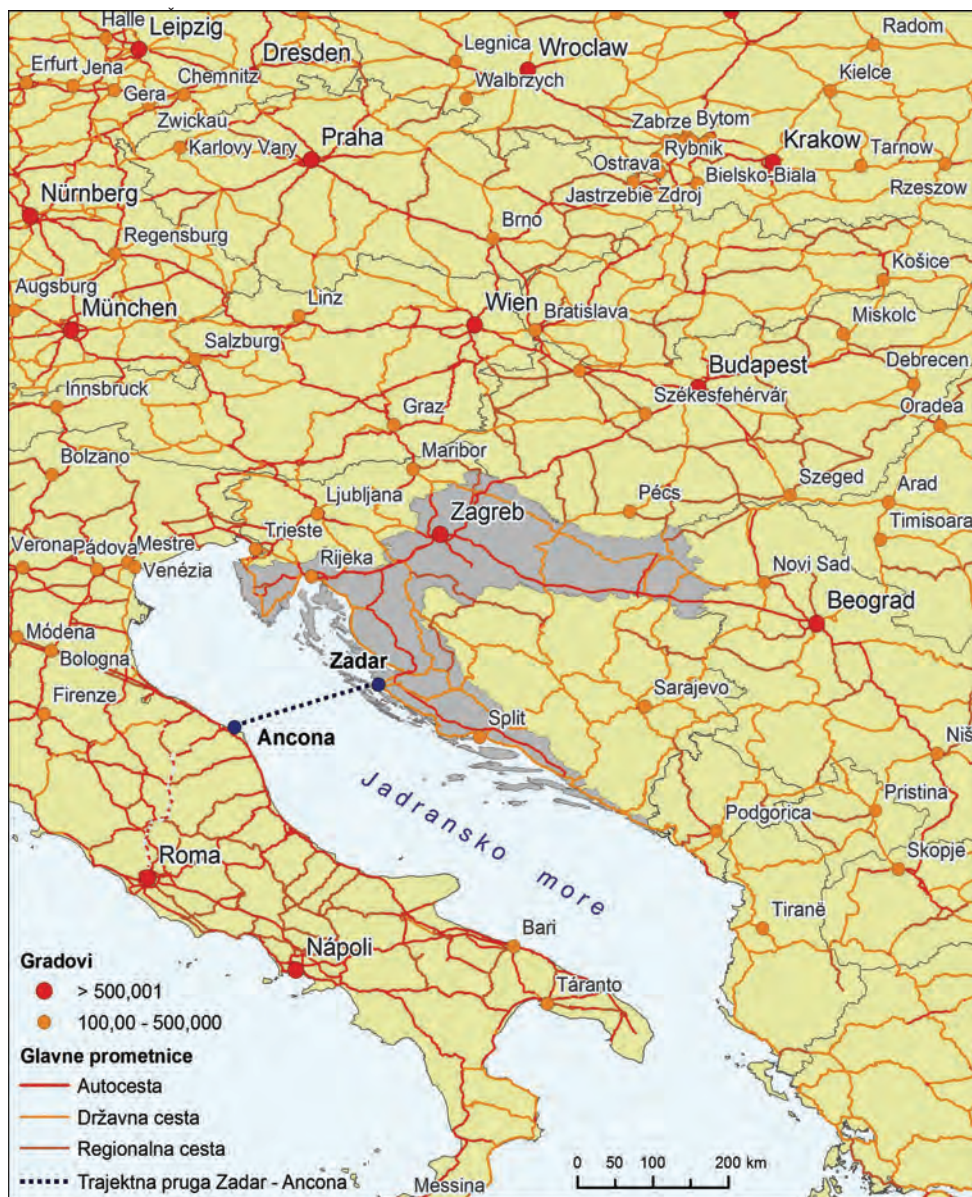 Halle
Leipzig
Dresden
Legnica
Wroclaw
Radom
Erfurt
Jena
Chemnitz
Walbrzych
Kielce
Gera
Zwickau
Zabrze
Bytom
Karlovy Vary
Praha
Ostrava
Rybnik
Krakow
Tarnow
Jastrzebie Zdroj
Bielsko-Biala
Rzeszow
Nürnberg
Regensburg
Brno
Košice
Augsburg
München
Linz
Wien
Bratislava
Miskolc
Salzburg
Budapest
Debrecen
Innsbruck
Székesfehérvár
Graz
Oradea
Bolzano
Maribor
Ljubljana
Zagreb
Pécs
Szeged
Arad
Timisoara
Trieste
Verona
Pádova
Mestre
Venézia
Rijeka
Novi Sad
Beograd
Módena
Bologna
Zadar
Firenze
Sarajevo
Ancona
Split
Niš
Jadransko more
Pristina
Podgorica
Roma
Skopje
Tiranë
Bari
Nápoli
Táranto
Gradovi
> 500,001
100,00 - 500,000
Glavne prometnice
Autocesta
Državna cesta
Regionalna cesta
Trajektna pruga Zadar - Ancona
Messina
0 50 100 200 km